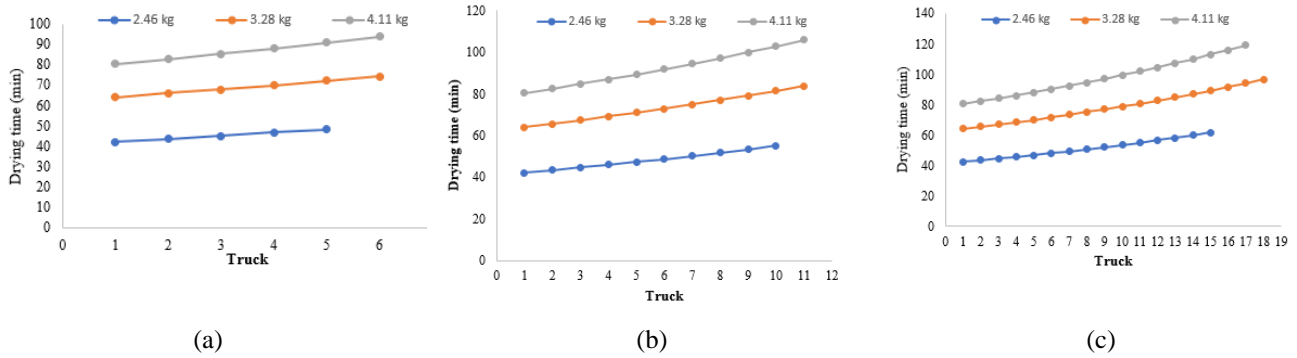 2.46 kg 3.28 kg 4.11 kg
100
90
80
70
60
50
40
30
20
10
0
Drying time (min)
0 1 2 3 4 5 6
Truck
(a)
2.46 kg 3.28 kg 4.11 kg
120
100
80
60
40
20
0
Drying time (min)
0 1 2 3 4 5 6 7 8 9 10 11 12
Truck
(b)
2.46 kg 3.28 kg 4.11 kg
140
120
100
80
60
40
20
0
Drying time (min)
0 1 2 3 4 5 6 7 8 9 10 11 12 13 14 15 16 17 18 19
Truck
(c)